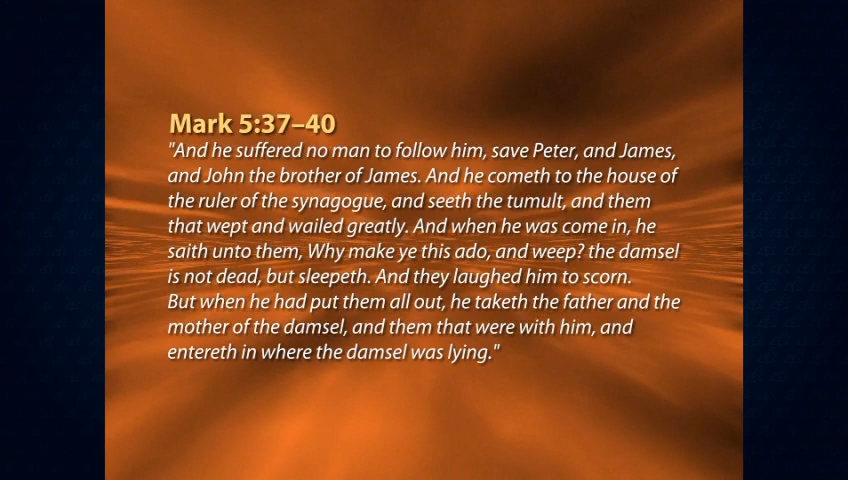 Mark 5:37–40
"And he suffered no man to follow him, save Peter, and James,
and John the brother of James. And he cometh to the house of
the ruler of the synagogue, and seeth the tumult, and them
that wept and wailed greatly. And when he was come in, he
saith unto them, Why make ye this ado, and weep? the damsel
is not dead, but sleepeth. And they laughed him to scorn.
But when he had put them all out, he taketh the father and the
mother of the damsel, and them that were with him, and
entereth in where the damsel was lying."